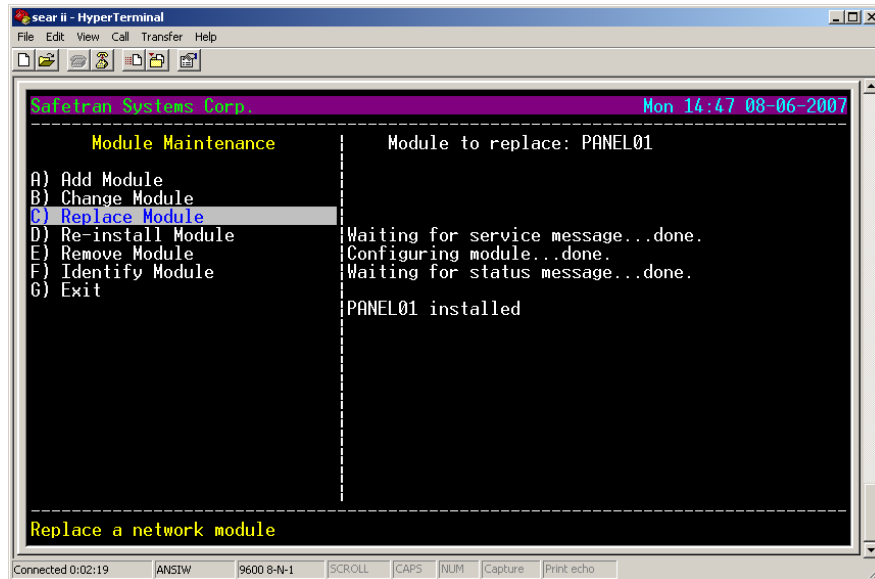 sear ii - HyperTerminal
File Edit View Call Transfer Help
Safetran Systems Corp. Mon 14:47 08-06-2007
Module Maintenance
Module to replace: PANEL01
A) Add Module
B) Change Module
C) Replace Module
D) Re-install Module
E) Remove Module
F) Identify Module
G) Exit
Waiting for service message...done.
Configuring module...done.
Waiting for status message...done.
PANEL01 installed
Replace a network module
Connected 0:02:19 ANSIW 9600 8-N-1 SCROLL CAPS NUM Capture Print echo